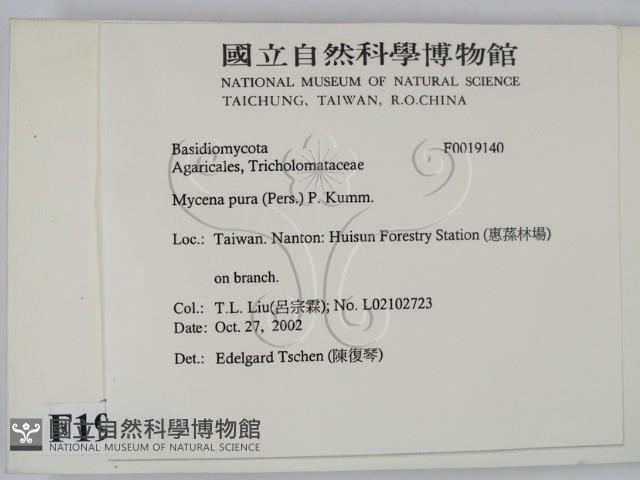 國立自然科學博物館
NATIONAL MUSEUM OF NATURAL SCIENCE
TAICHUNG, TAIWAN, R.O.CHINA
Basidiomycota F0019140
Agaricales, Tricholomataceae
Mycena pura (Pers.) P. Kumm.
Loc.: Taiwan. Nanton: Huisun Forestry Station (惠蓀林場)
on branch.
Col.: T.L. Liu(呂宗霖); No. L02102723
Date: Oct. 27, 2002
Det.: Edelgard Tschen (陳復琴)
F19
國立自然科學博物館
NATIONAL MUSEUM OF NATURAL SCIENCE